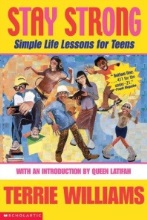 STAY STRONG
Simple Life Lessons for Teens
WITH AN INTRODUCTION BY QUEEN LATIFAH
TERRIE WILLIAMS
SCHOLASTIC